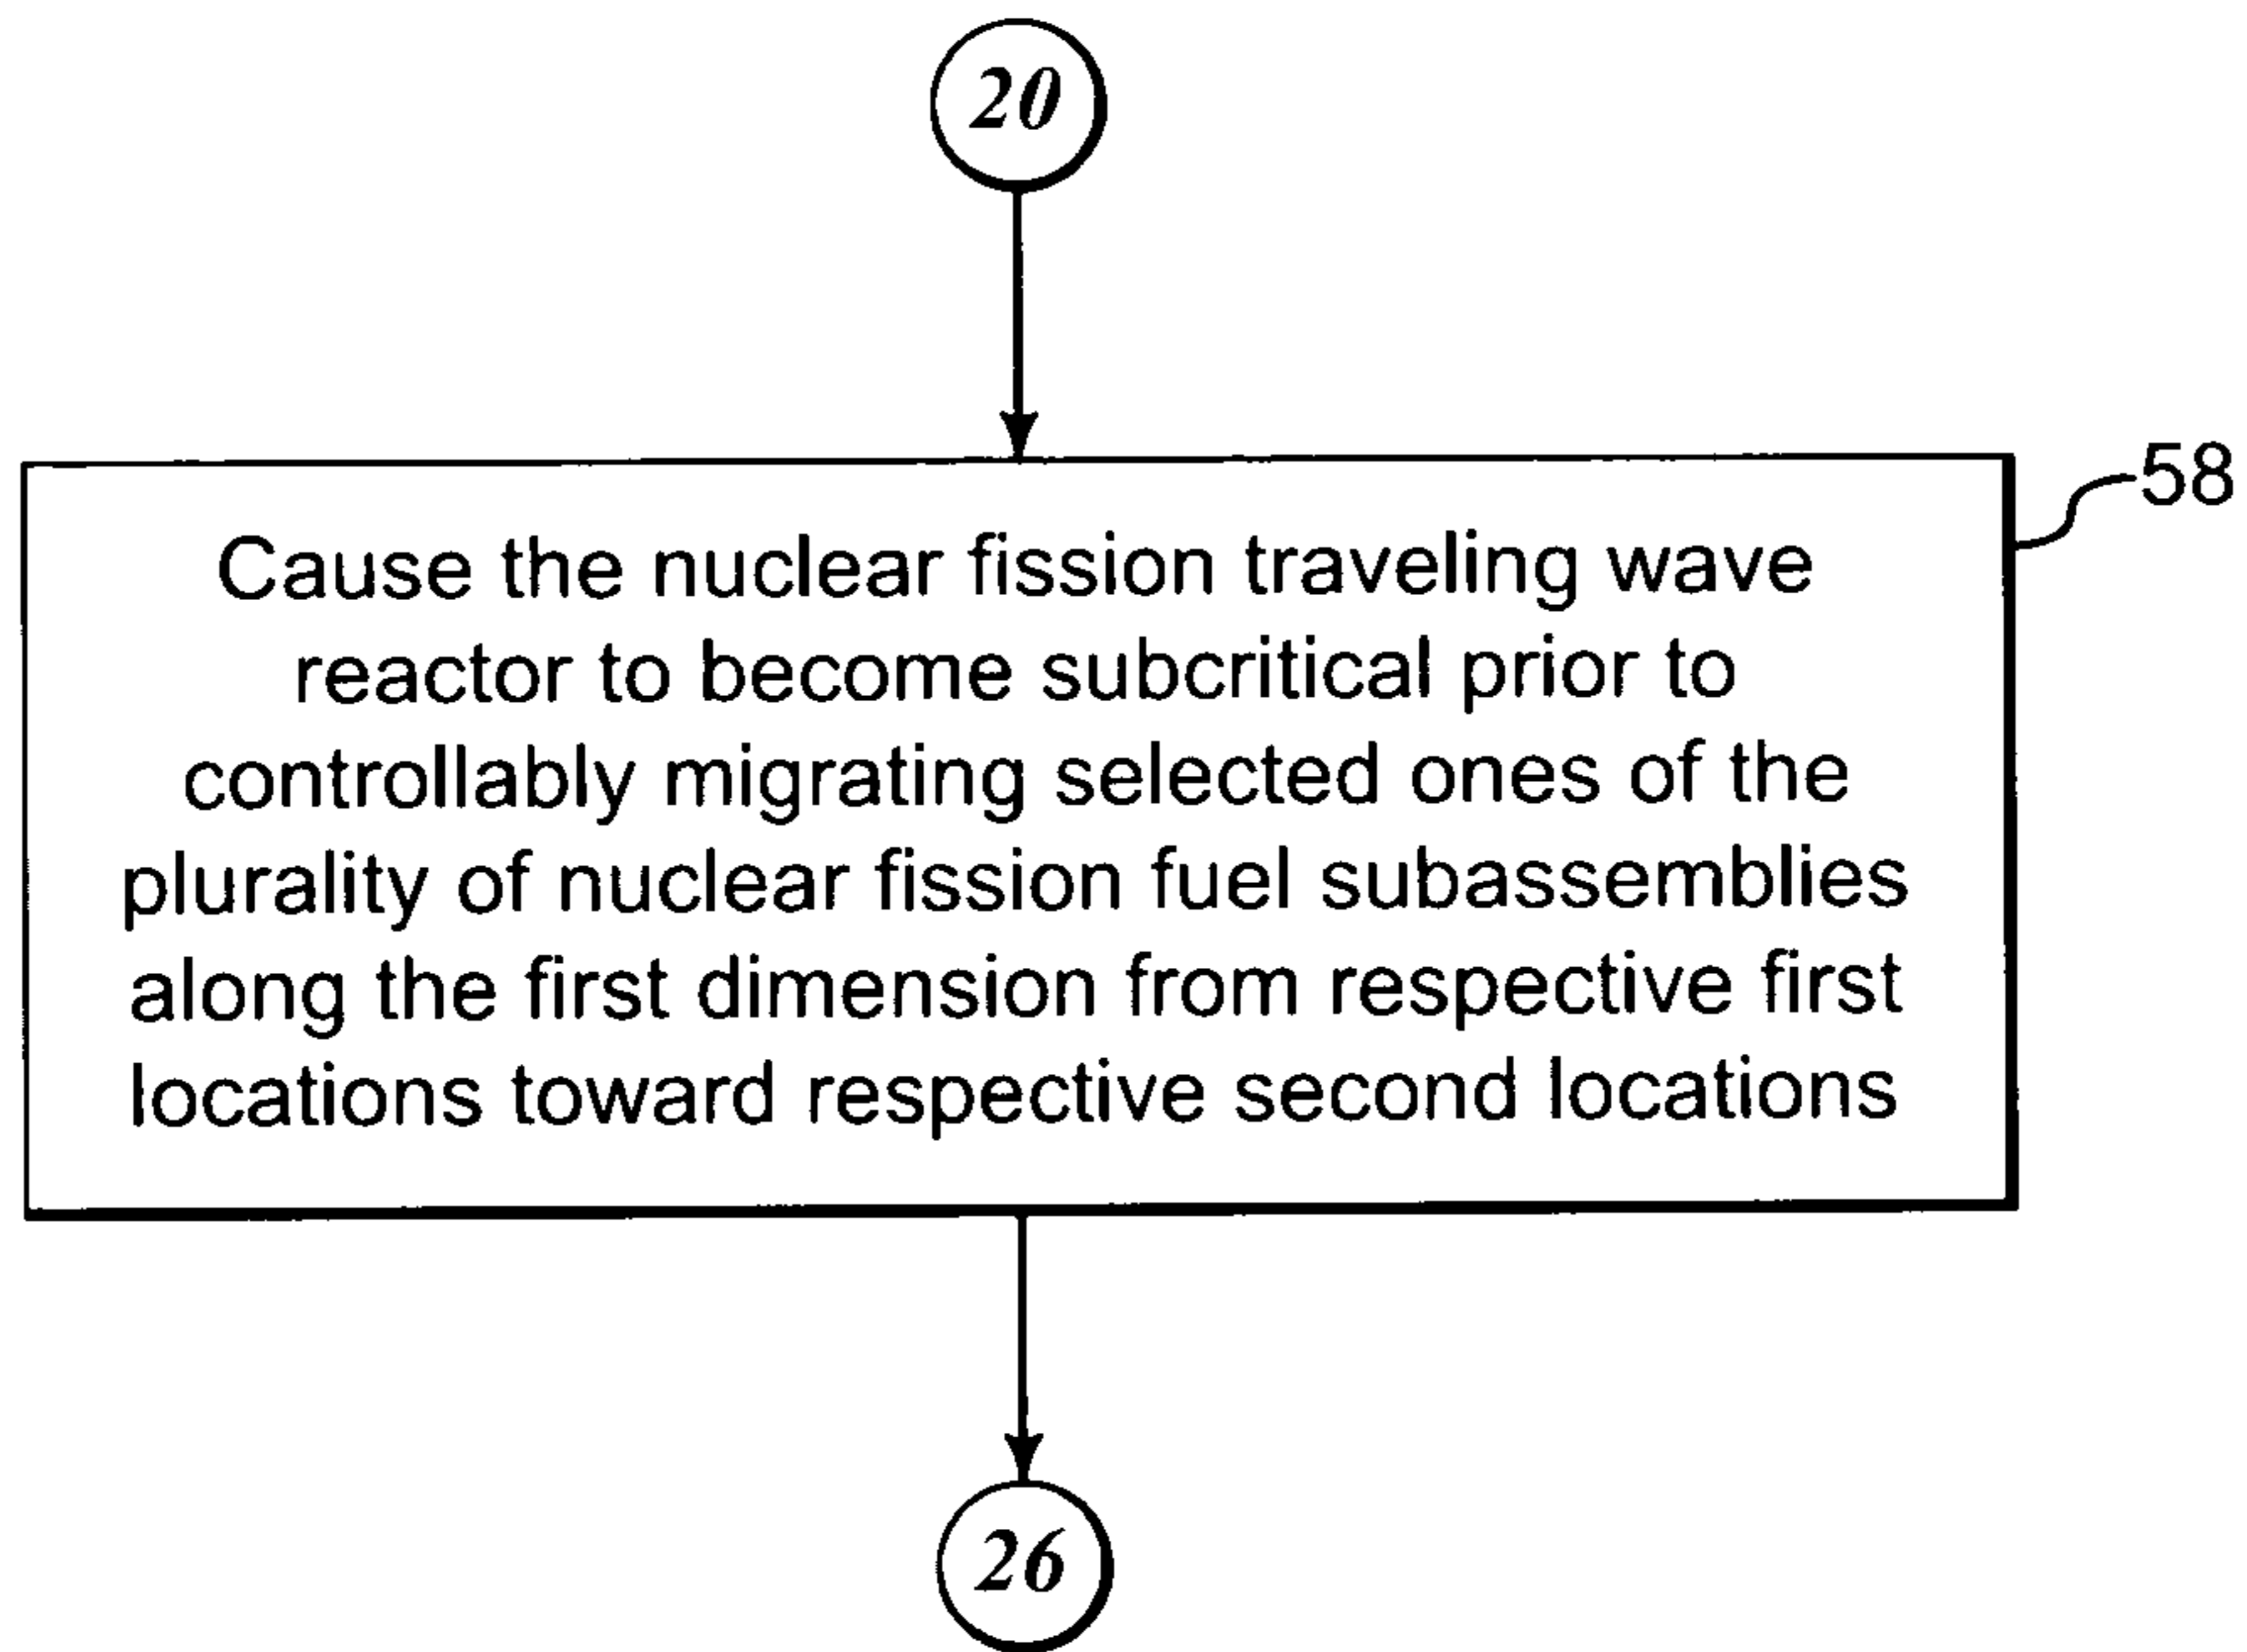 20
58
Cause the nuclear fission traveling wave
reactor to become subcritical prior to
controllably migrating selected ones of the
plurality of nuclear fission fuel subassemblies
along the first dimension from respective first
locations toward respective second locations
26